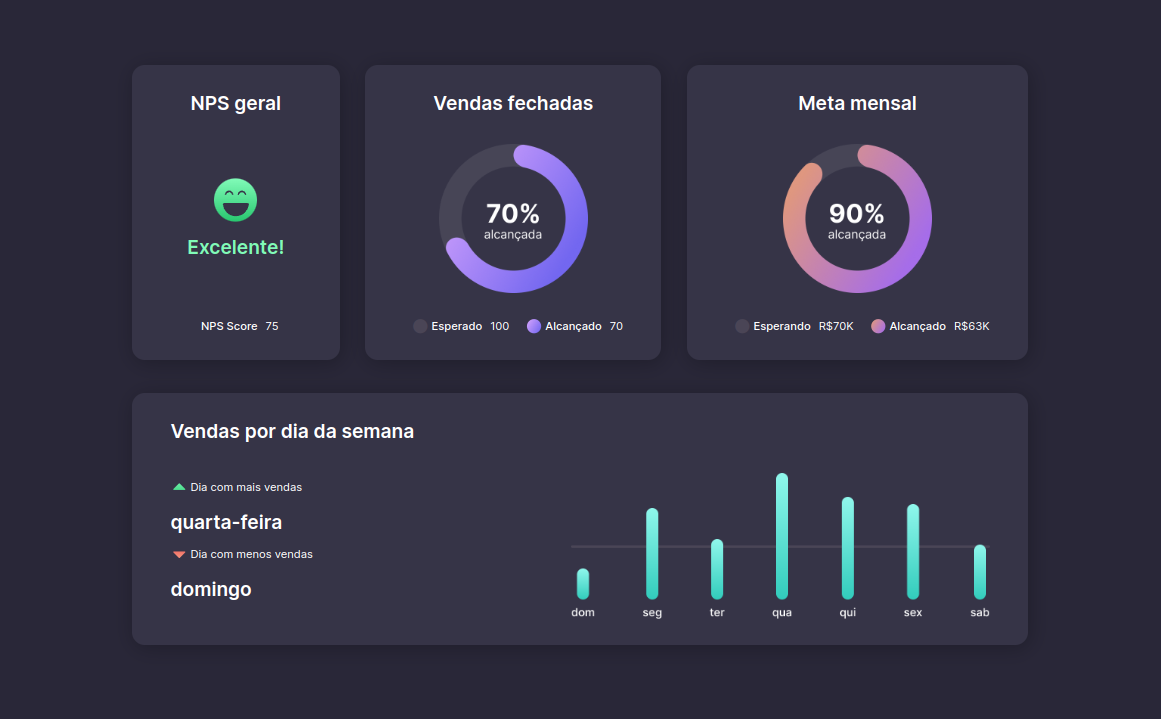 NPS geral
Excelente!
NPS Score 75
Vendas fechadas
70%
alcançada
Esperado 100 Alcançado 70
Meta mensal
90%
alcançada
Esperando R$70K Alcançado R$63K
Vendas por dia da semana
Dia com mais vendas
quarta-feira
Dia com menos vendas
domingo
dom seg ter qua qui sex sab